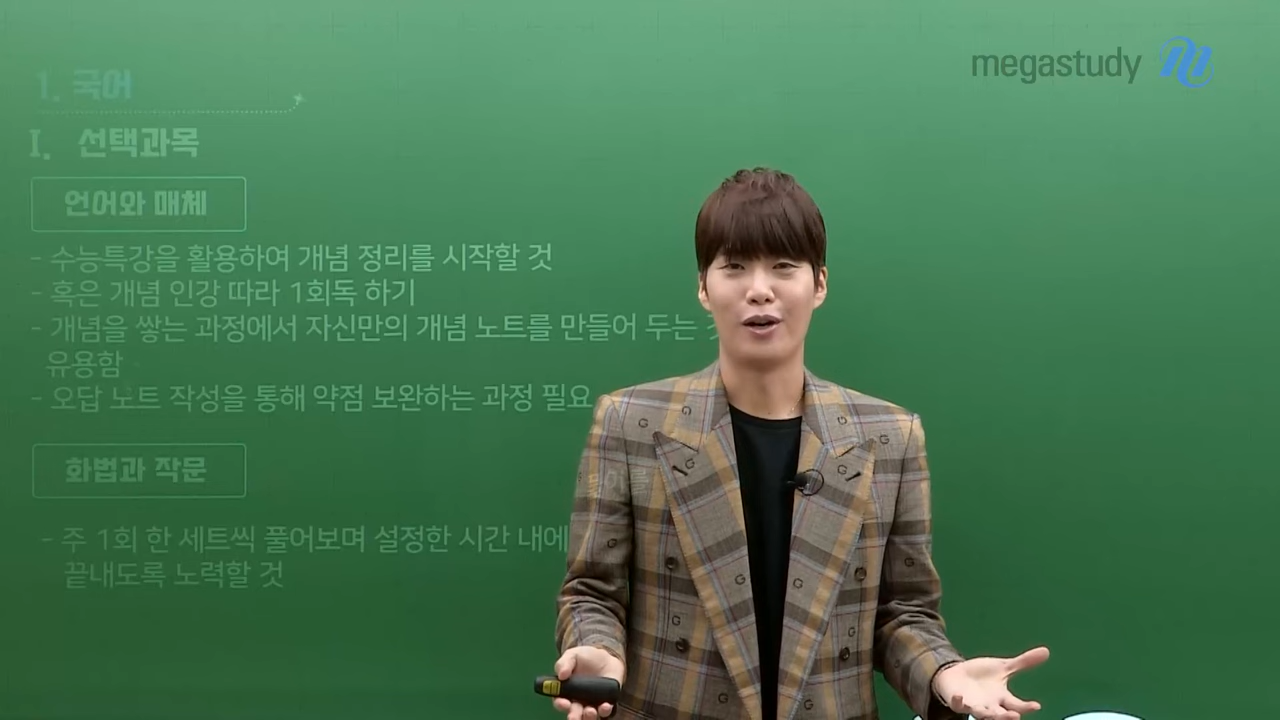 megastudy
1. 국어
I. 선택과목
언어와 매체
- 수능특강을 활용하여 개념 정리를 시작할 것
- 혹은 개념 인강 따라 1회독 하기
- 개념을 쌓는 과정에서 자신만의 개념 노트를 만들어 두는
유용함
- 오답 노트 작성을 통해 약점 보완하는 과정 필요
화법과 작문
- 주 1회 한 세트씩 풀어보며 설정한 시간 내에
끝내도록 노력할 것